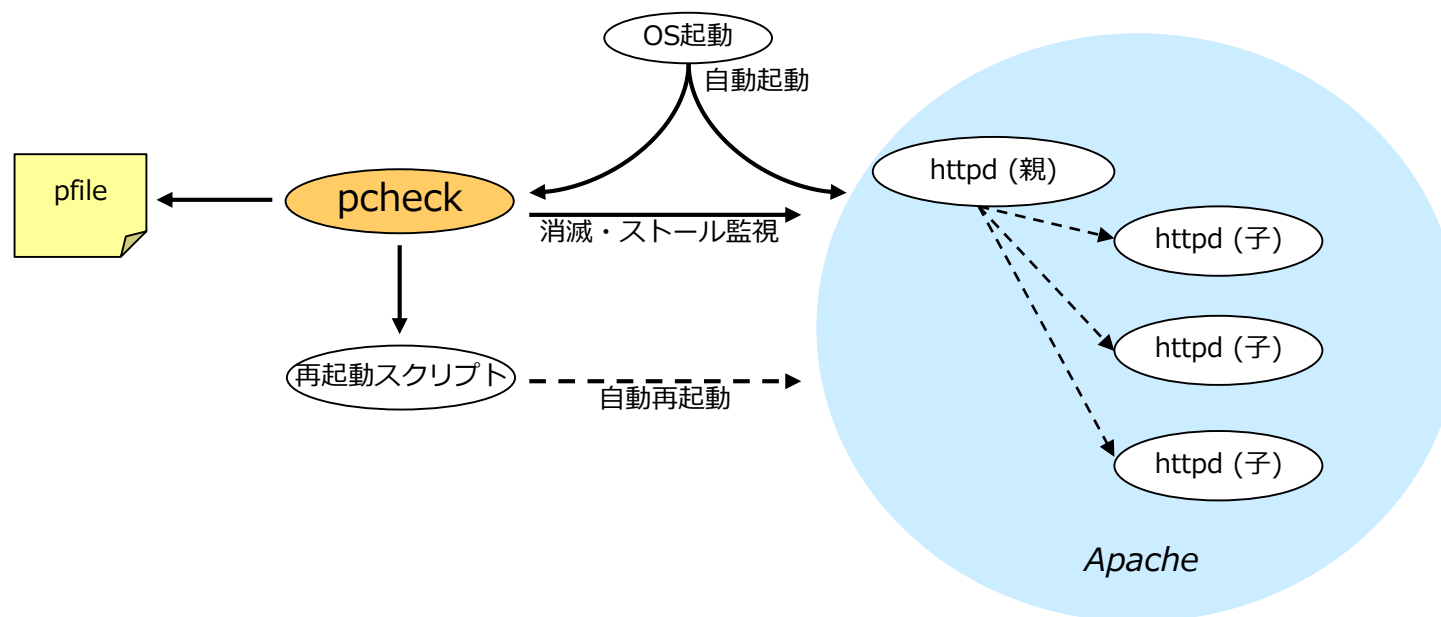 OS起動
自動起動
pfile
pcheck
httpd (親)
消滅・ストール監視
httpd (子)
httpd (子)
再起動スクリプト
自動再起動
httpd (子)
Apache